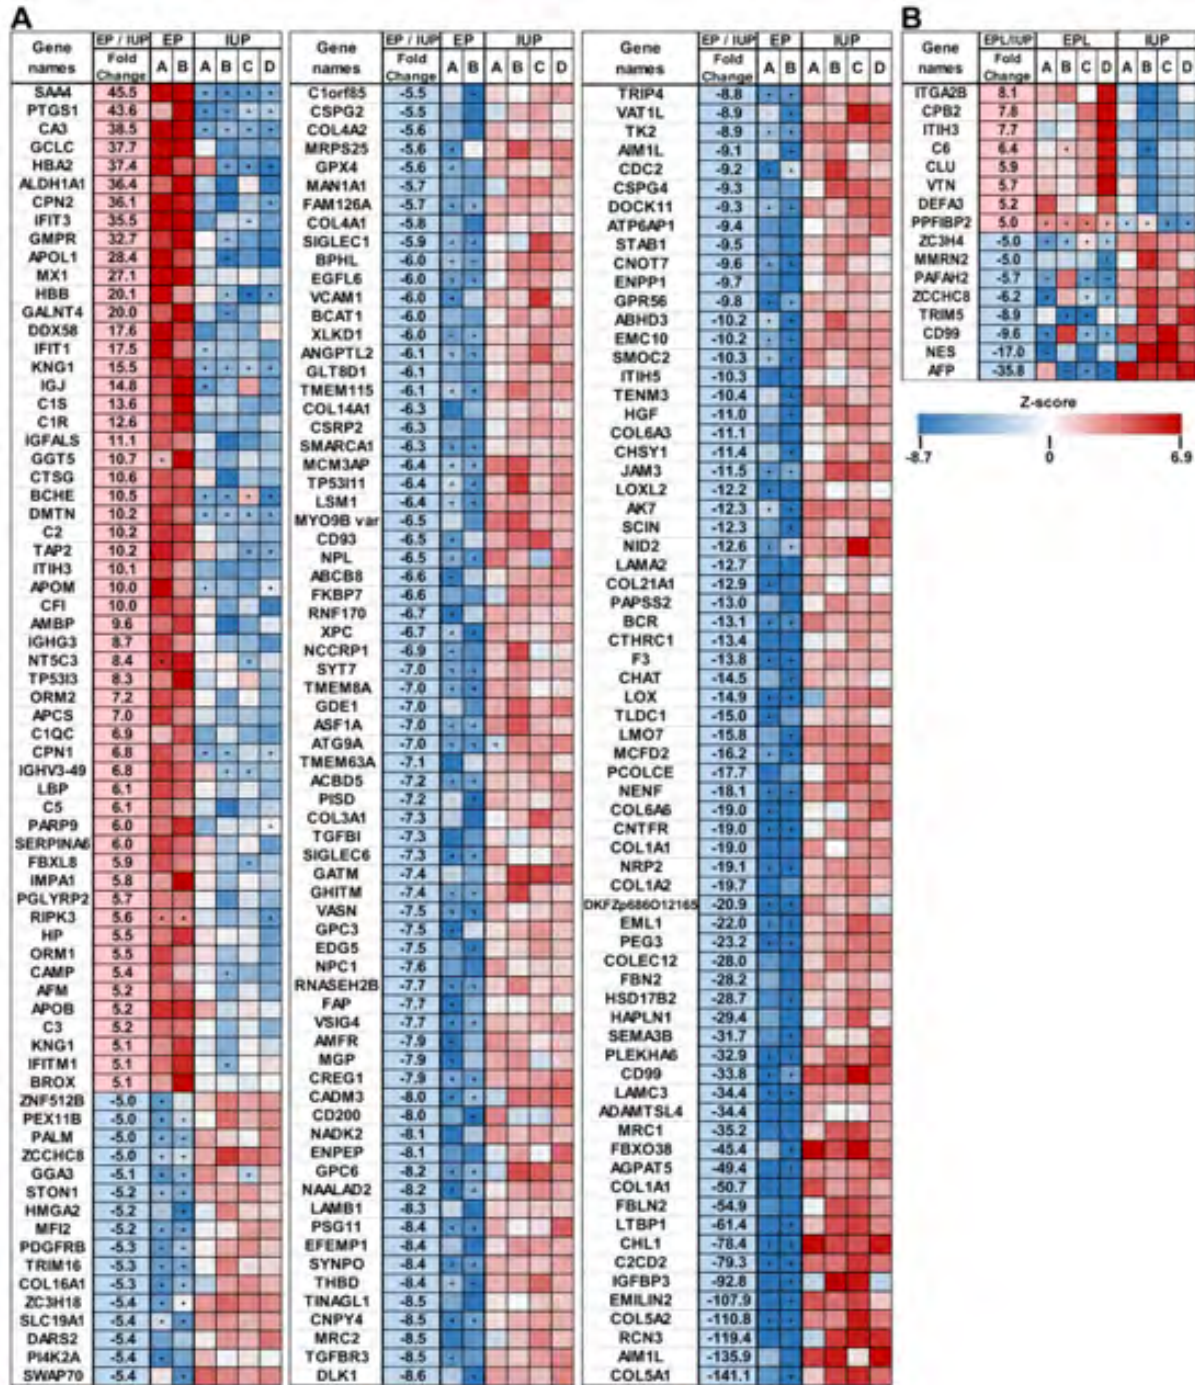 A
Gene names EP / IUP Fold Change EP A B IUP A B C D
SAA4 45.5
PTGS1 43.6
CA3 38.5
GCLC 37.7
HBA2 37.4
ALDH1A1 36.4
CPN2 36.1
IFIT3 35.5
GMPR 32.7
APOL1 28.4
MX1 27.1
HBB 20.1
GALNT4 20.0
DDX58 17.6
IFIT1 17.5
KNG1 15.5
IGJ 14.8
C1S 13.6
C1R 12.6
IGFALS 11.1
GGT5 10.7
CTSG 10.6
BCHE 10.5
DMTN 10.2
C2 10.2
TAP2 10.2
ITIH3 10.1
APOM 10.0
CFI 10.0
AMBP 9.6
IGHG3 8.7
NT5C3 8.4
TP53I3 8.3
ORM2 7.2
APCS 7.0
C1QC 6.9
CPN1 6.8
IGHV3-49 6.8
LBP 6.1
C5 6.1
PARP9 6.0
SERPINA6 6.0
FBXL8 5.9
IMPA1 5.8
PGLYRP2 5.7
RIPK3 5.6
HP 5.5
ORM1 5.5
CAMP 5.4
AFM 5.2
APOB 5.2
C3 5.2
KNG1 5.1
IFITM1 5.1
BROX 5.1
ZNF512B -5.0
PEX11B -5.0
PALM -5.0
ZCCHC8 -5.0
GGA3 -5.1
STON1 -5.2
HMGA2 -5.2
MFI2 -5.2
PDGFRB -5.3
TRIM16 -5.3
COL16A1 -5.3
ZC3H18 -5.4
SLC19A1 -5.4
DARS2 -5.4
PI4K2A -5.4
SWAP70 -5.4
Gene names EP / IUP Fold Change EP A B IUP A B C D
C1orf85 -5.5
CSPG2 -5.5
COL4A2 -5.6
MRPS25 -5.6
GPX4 -5.6
MAN1A1 -5.7
FAM126A -5.7
COL4A1 -5.8
SIGLEC1 -5.9
BPHL -6.0
EGFL6 -6.0
VCAM1 -6.0
BCAT1 -6.0
XLKD1 -6.0
ANGPTL2 -6.1
GLT8D1 -6.1
TMEM115 -6.1
COL14A1 -6.3
CSRP2 -6.3
SMARCA1 -6.3
MCM3AP -6.4
TP53I11 -6.4
LSM1 -6.4
MYO9B var -6.5
CD93 -6.5
NPL -6.5
ABCB8 -6.6
FKBP7 -6.6
RNF170 -6.7
XPC -6.7
NCCRP1 -6.9
SYT7 -7.0
TMEM8A -7.0
GDE1 -7.0
ASF1A -7.0
ATG9A -7.0
TMEM63A -7.1
ACBD5 -7.2
PISD -7.2
COL3A1 -7.3
TGFBI -7.3
SIGLEC6 -7.3
GATM -7.4
GHITM -7.4
VASN -7.5
GPC3 -7.5
EDG5 -7.5
NPC1 -7.6
RNASEH2B -7.7
FAP -7.7
VSIG4 -7.7
AMFR -7.9
MGP -7.9
CREG1 -7.9
CADM3 -8.0
CD200 -8.0
NADK2 -8.1
ENPEP -8.1
GPC6 -8.2
NAALAD2 -8.2
LAMB1 -8.3
PSG11 -8.4
EFEMP1 -8.4
SYNPO -8.4
THBD -8.4
TINAGL1 -8.5
CNPY4 -8.5
MRC2 -8.5
TGFBR3 -8.5
DLK1 -8.6
Gene names EP / IUP Fold Change EP A B IUP A B C D
TRIP4 -8.8
VAT1L -8.9
TK2 -8.9
AIM1L -9.1
CDC2 -9.2
CSPG4 -9.3
DOCK11 -9.3
ATP6AP1 -9.4
STAB1 -9.5
CNOT7 -9.6
ENPP1 -9.7
GPR56 -9.8
ABHD3 -10.2
EMC10 -10.2
SMOC2 -10.3
ITIH5 -10.3
TENM3 -10.4
HGF -11.0
COL6A3 -11.1
CHSY1 -11.4
JAM3 -11.5
LOXL2 -12.2
AK7 -12.3
SCIN -12.3
NID2 -12.6
LAMA2 -12.7
COL21A1 -12.9
PAPSS2 -13.0
BCR -13.1
CTHRC1 -13.4
F3 -13.8
CHAT -14.5
LOX -14.9
TLDC1 -15.0
LMO7 -15.8
MCFD2 -16.2
PCOLCE -17.7
NENF -18.1
COL6A6 -19.0
CNTFR -19.0
COL1A1 -19.0
NRP2 -19.1
COL1A2 -19.7
DKFZp686O12165 -20.9
EML1 -22.0
PEG3 -23.2
COLEC12 -28.0
FBN2 -28.2
HSD17B2 -28.7
HAPLN1 -29.4
SEMA3B -31.7
PLEKHA6 -32.9
CD99 -33.8
LAMC3 -34.4
ADAMTSL4 -34.4
MRC1 -35.2
FBXO38 -45.4
AGPAT5 -49.4
COL1A1 -50.7
FBLN2 -54.9
LTBP1 -61.4
CHL1 -78.4
C2CD2 -79.3
IGFBP3 -92.8
EMILIN2 -107.9
COL5A2 -110.8
RCN3 -119.4
AIM1L -135.9
COL5A1 -141.1
B
Gene names EPL/IUP Fold Change EPL A B C D IUP A B C D
ITGA2B 8.1
CPB2 7.8
ITIH3 7.7
C6 6.4
CLU 5.9
VTN 5.7
DEFA3 5.2
PPFIBP2 5.0
ZC3H4 -5.0
MMRN2 -5.0
PAFAH2 -5.7
ZCCHC8 -6.2
TRIM5 -8.9
CD99 -9.6
NES -17.0
AFP -35.8
Z-score
-8.7 0 6.9